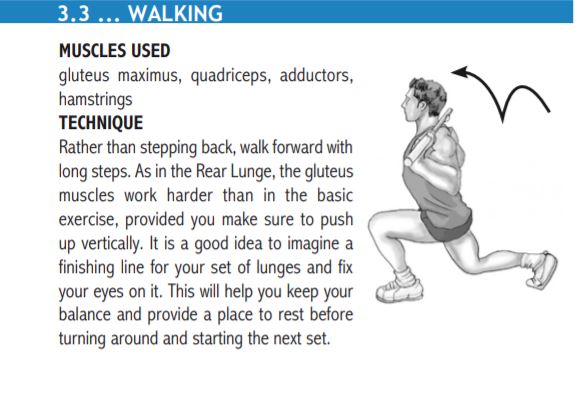 3.3 ... WALKING
MUSCLES USED
gluteus maximus, quadriceps, adductors,
hamstrings
TECHNIQUE
Rather than stepping back, walk forward with
long steps. As in the Rear Lunge, the gluteus
muscles work harder than in the basic
exercise, provided you make sure to push
up vertically. It is a good idea to imagine a
finishing line for your set of lunges and fix
your eyes on it. This will help you keep your
balance and provide a place to rest before
turning around and starting the next set.